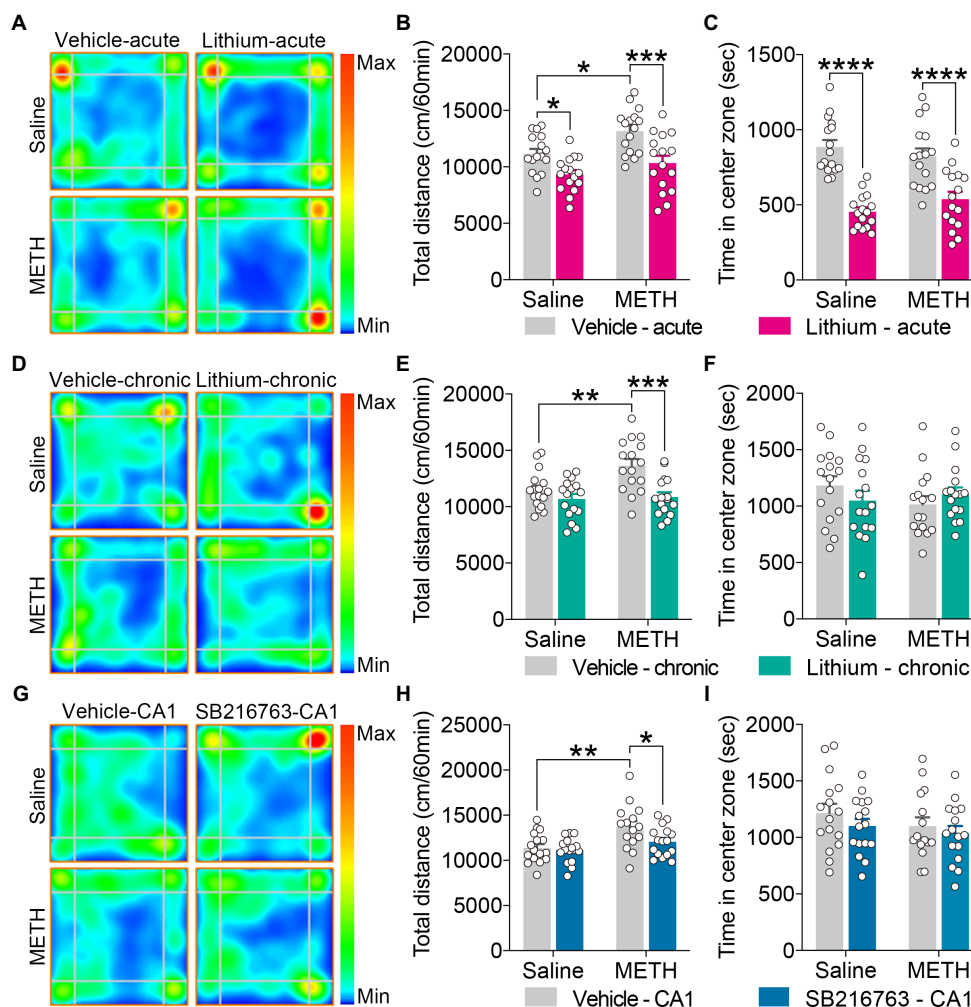 A
Vehicle-acute
Lithium-acute
Saline
METH
Max
Min
B
Total distance (cm/60min)
20000
15000
10000
5000
0
*
*
***
Saline
METH
C
Time in center zone (sec)
1500
1000
500
0
****
****
Saline
METH
Vehicle - acute
Lithium - acute
D
Vehicle-chronic
Lithium-chronic
Saline
METH
Max
Min
E
Total distance (cm/60min)
20000
15000
10000
5000
0
**
***
Saline
METH
F
Time in center zone (sec)
2000
1500
1000
500
0
Saline
METH
Vehicle - chronic
Lithium - chronic
G
Vehicle-CA1
SB216763-CA1
Saline
METH
Max
Min
H
Total distance (cm/60min)
25000
20000
15000
10000
5000
0
**
*
Saline
METH
I
Time in center zone (sec)
2000
1500
1000
500
0
Saline
METH
Vehicle - CA1
SB216763 - CA1